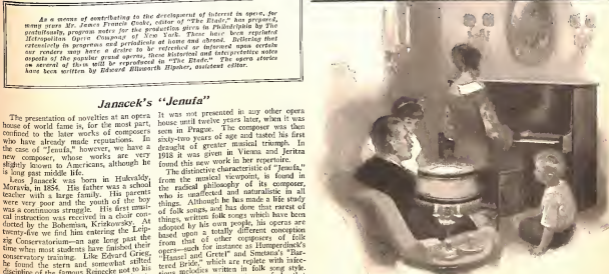 As a means of contributing to the development of interest in opera, for
many years Mr. James Francis Cooke, editor of "The Etude," has prepared,
gratuitously, program notes for the production given in Philadelphia by The
Metropolitan Opera Company of New York. These have been reprinted
extensively in programs and periodicals at home and abroad. Believing that
our readers may have a desire to be refreshed or informed upon certain
aspects of the popular grand operas, these historical and interpretative notes
on several of them will be reproduced in "The Etude." The opera stories
have been written by Edward Ellsworth Hipsher, assistant editor.
Janacek's "Jenufa"
The presentation of novelties at an opera
house of world fame is, for the most part,
confined to the later works of composers
who have already made reputations. In
the case of "Jenufa," however, we have a
new composer, whose works are very
slightly known to Americans, although he
is long past middle life.
Leos Janacek was born in Hukvaldy,
Moravia, in 1854. His father was a school
teacher with a large family. His parents
were very poor and the youth of the boy
was a continuous struggle. His first musi-
cal instruction was received in a choir con-
ducted by the Bohemian, Krizkowsky. At
twenty-five we find him entering the Leip-
zig Conservatorium—an age long past the
time when most students have finished their
conservatory training. Like Edvard Grieg,
he found the stern and somewhat stilted
discipline of the famous Reinecke not to his
It was not presented in any other opera
house until twelve years later, when it was
seen in Prague. The composer was then
sixty-two years of age and tasted his first
draught of greater musical triumph. In
1918 it was given in Vienna and Jeritza
found this new work in her repertoire.
The distinctive characteristic of "Jenufa,"
from the musical viewpoint, is found in
the radical philosophy of its composer,
who is unaffected and naturalistic in all
things. Although he has made a life study
of folk songs, and has done that rarest of
things, written folk songs which have been
adopted by his own people, his operas are
based upon a totally different conception
from that of other composers of folk
opera—such for instance as Humperdinck's
"Hansel and Gretel" and Smetana's "Bar-
tered Bride," which are replete with infec-
tious melodies written in folk song style.